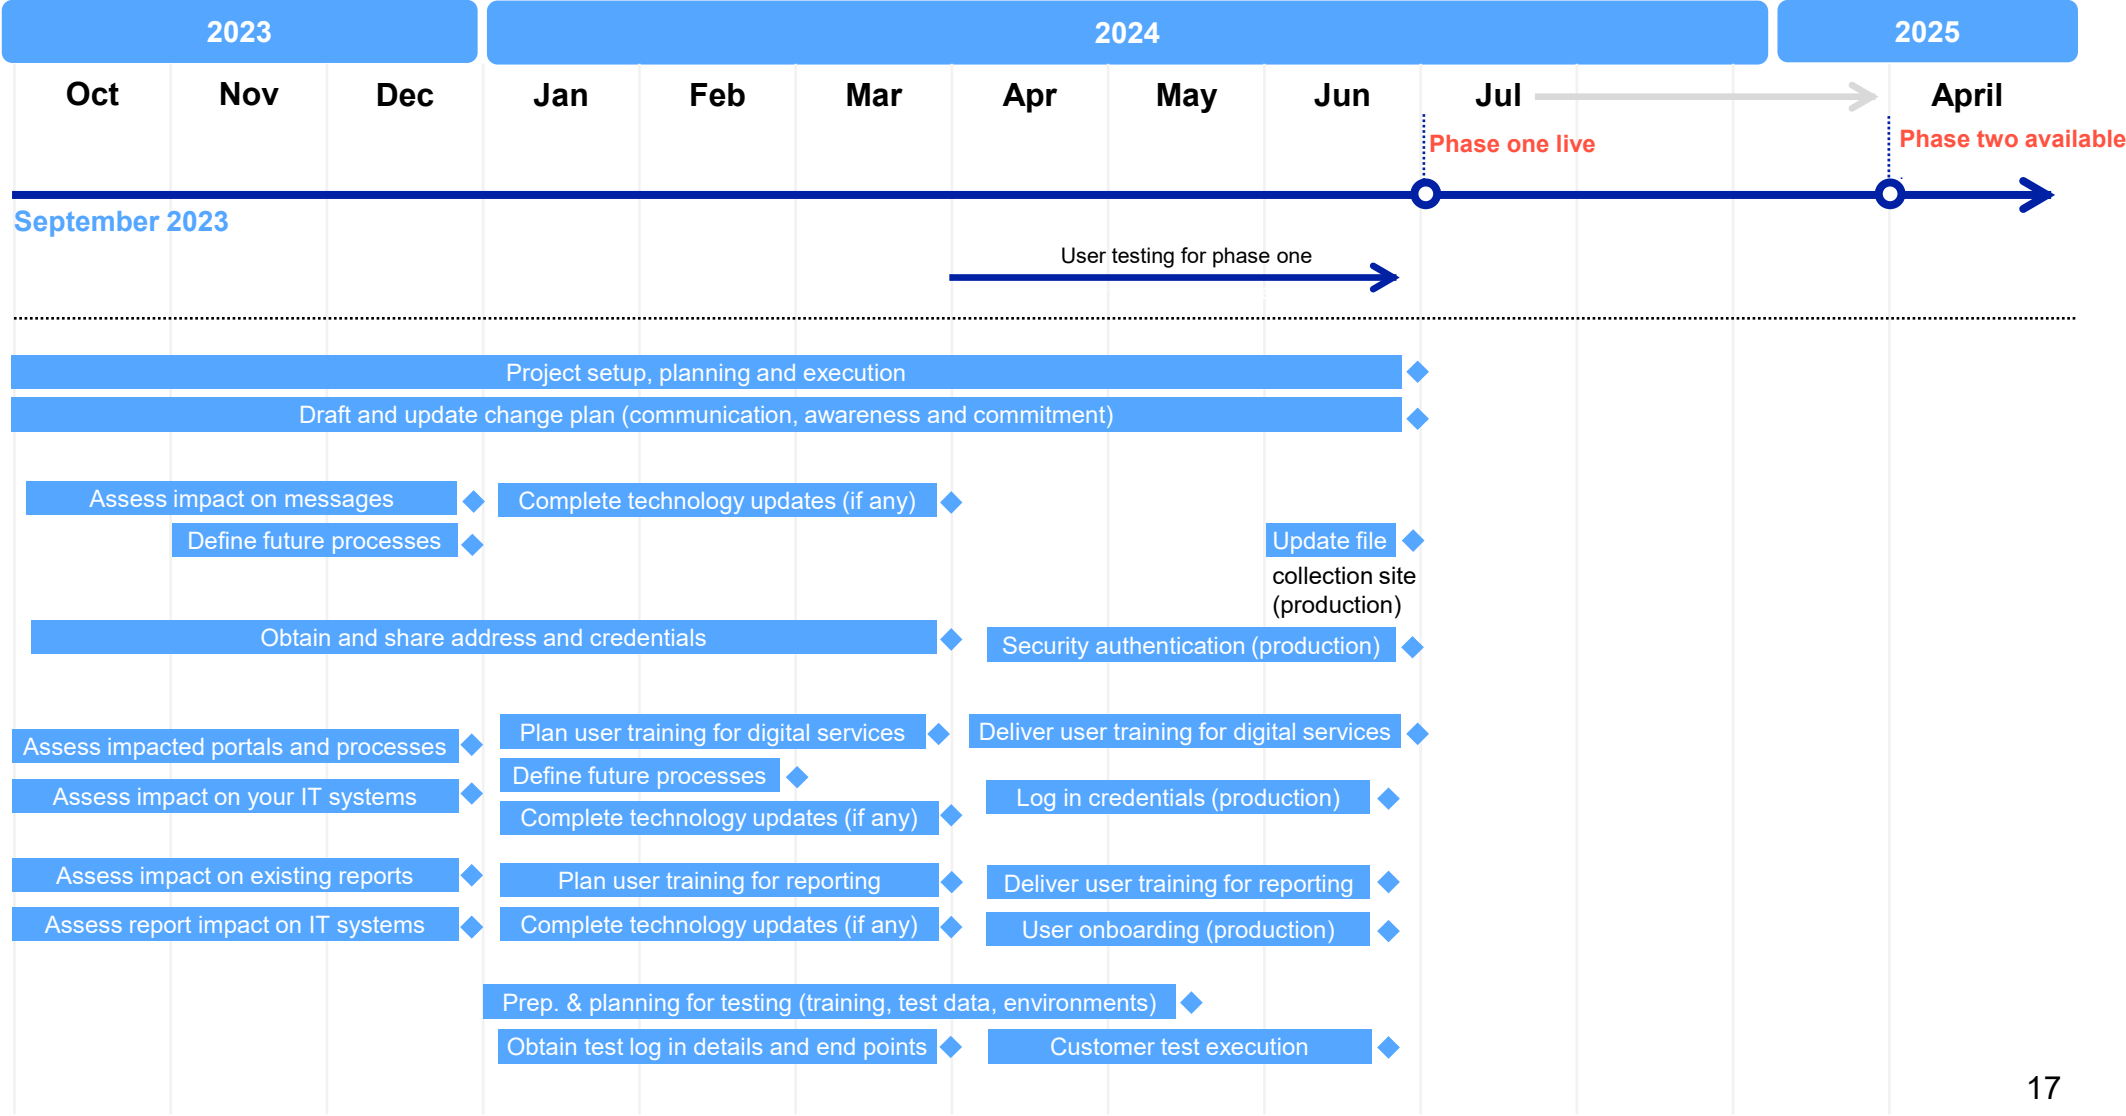 2023
2024
2025
Oct
Nov
Dec
Jan
Feb
Mar
Apr
May
Jun
Jul
April
Phase one live
Phase two available
September 2023
User testing for phase one
Project setup, planning and execution
Draft and update change plan (communication, awareness and commitment)
Assess impact on messages
Complete technology updates (if any)
Define future processes
Update file
collection site
(production)
Obtain and share address and credentials
Security authentication (production)
Plan user training for digital services
Deliver user training for digital services
Assess impacted portals and processes
Define future processes
Assess impact on your IT systems
Log in credentials (production)
Complete technology updates (if any)
Assess impact on existing reports
Plan user training for reporting
Deliver user training for reporting
Assess report impact on IT systems
Complete technology updates (if any)
User onboarding (production)
Prep. & planning for testing (training, test data, environments)
Obtain test log in details and end points
Customer test execution
17